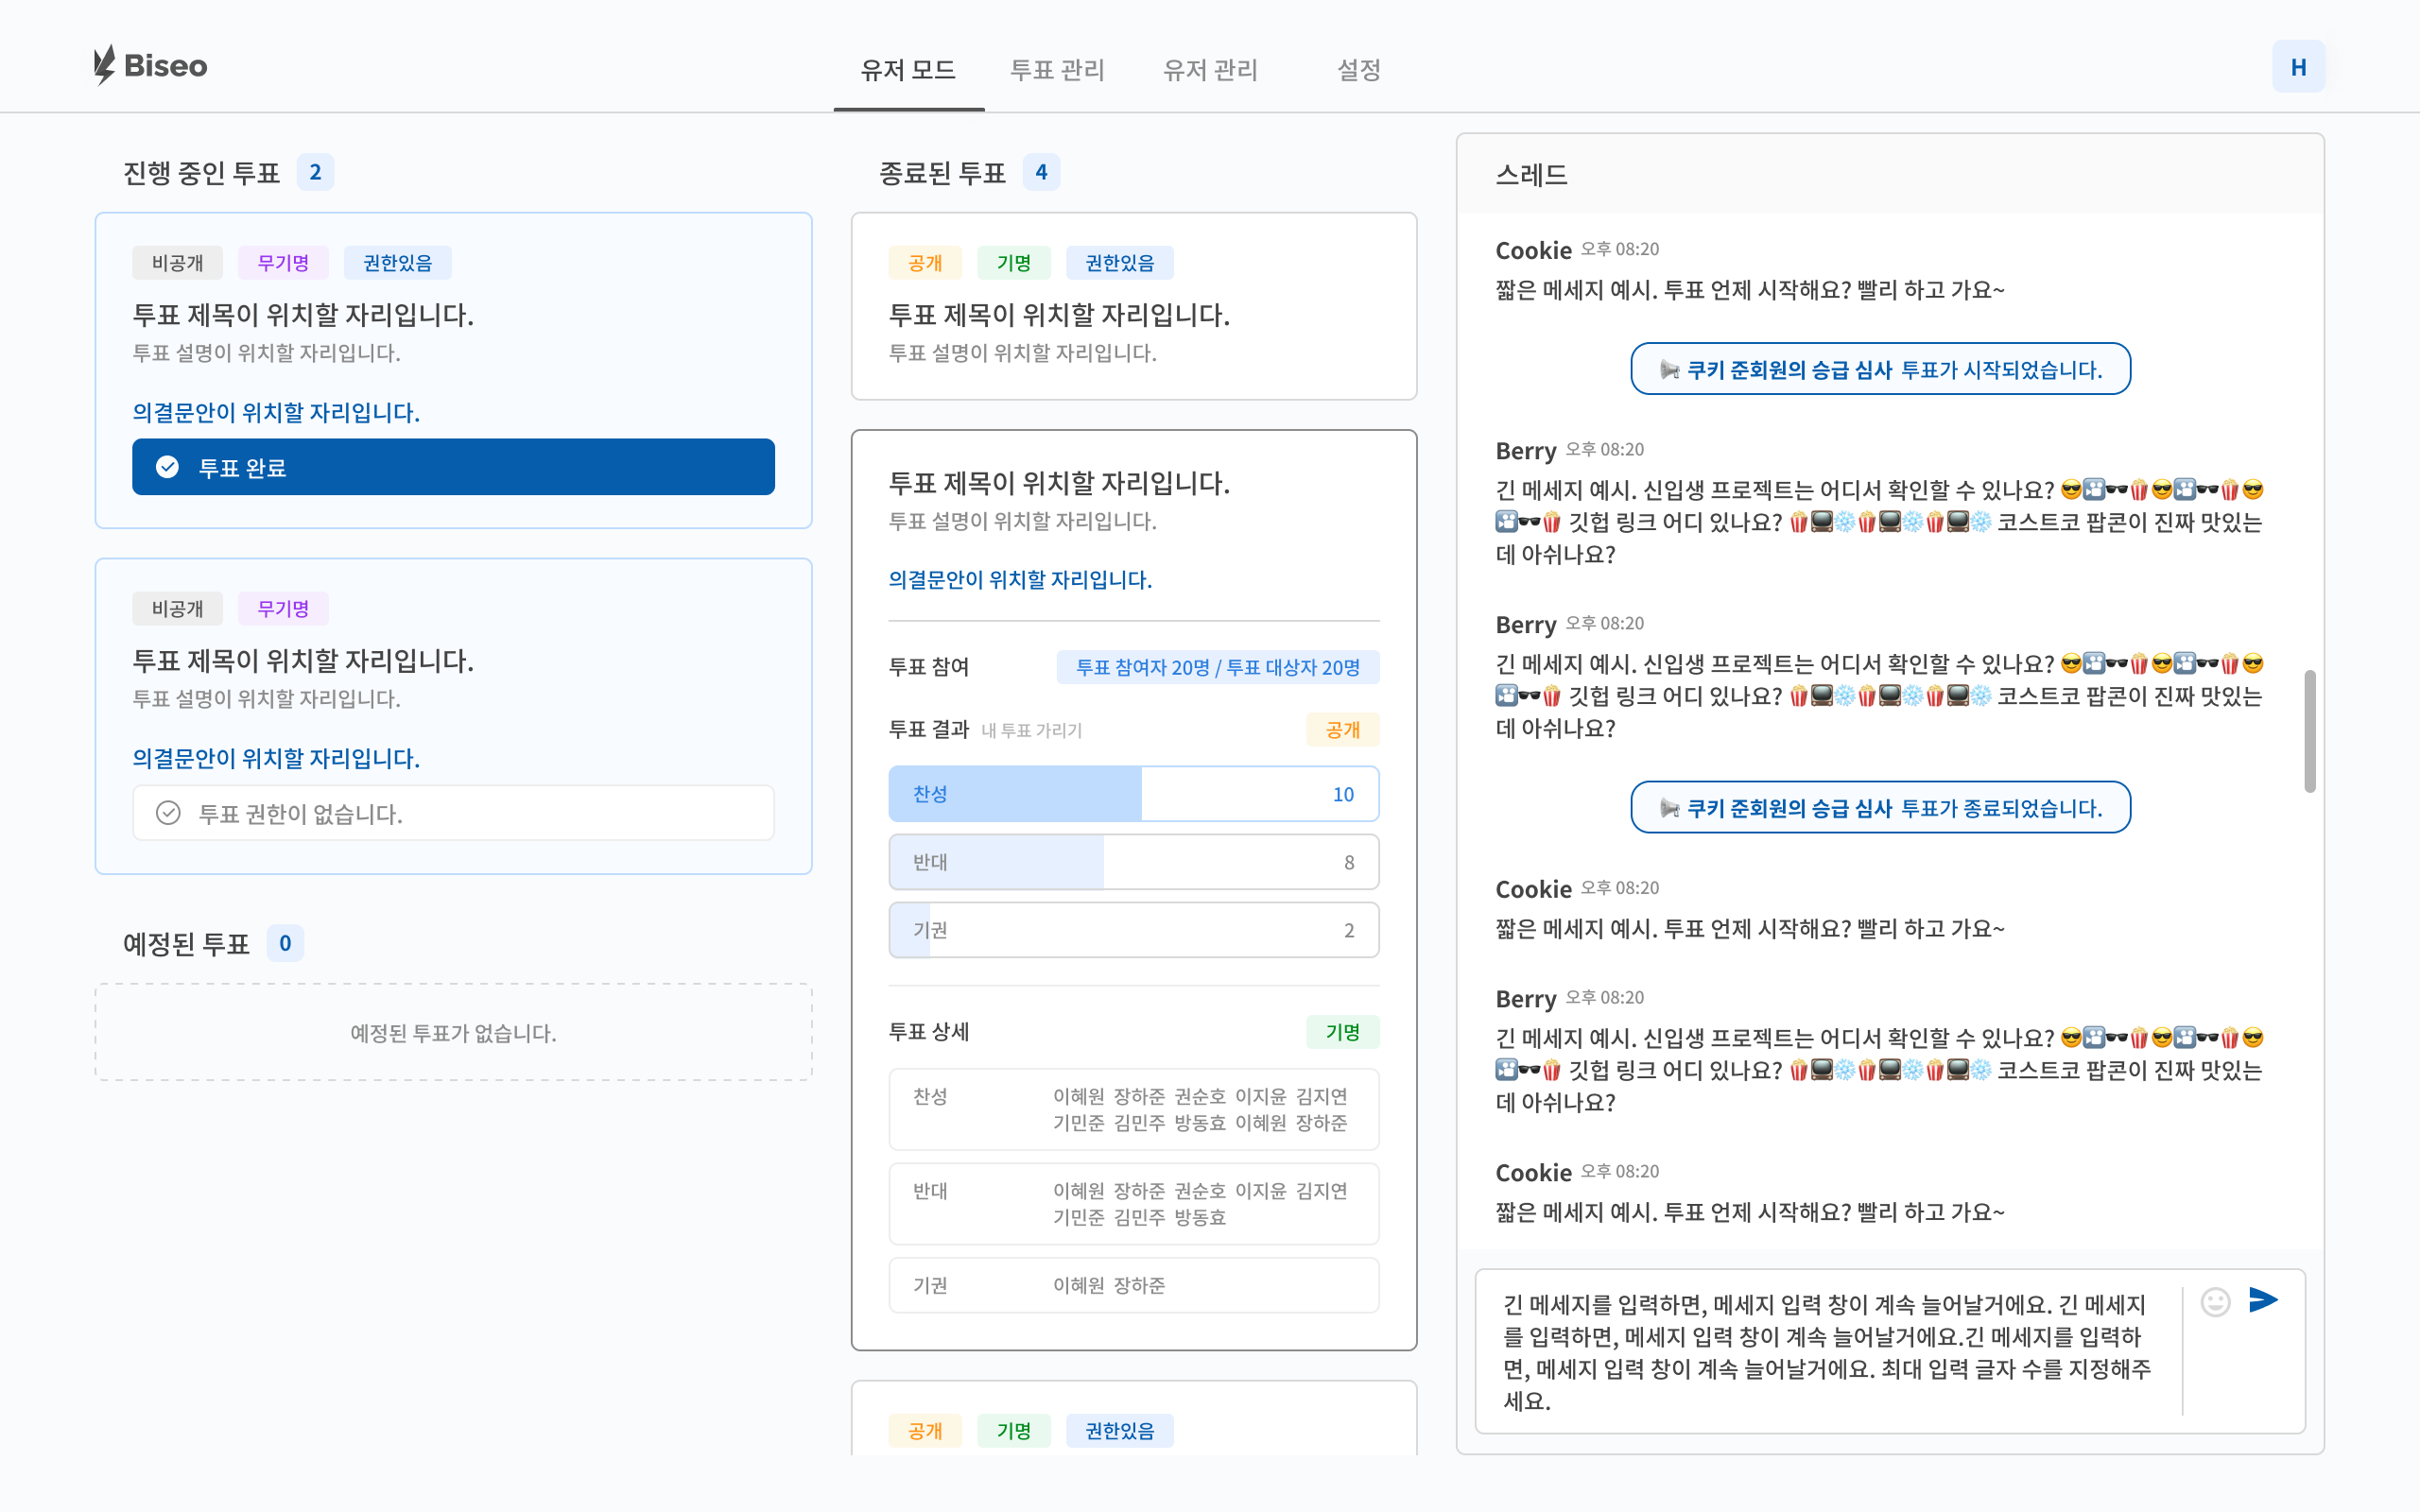 Biseo
유저 모드
투표 관리
유저 관리
설정
H
진행 중인 투표 2
비공개 무기명 권한있음
투표 제목이 위치할 자리입니다.
투표 설명이 위치할 자리입니다.
의결문안이 위치할 자리입니다.
투표 완료
비공개 무기명
투표 제목이 위치할 자리입니다.
투표 설명이 위치할 자리입니다.
의결문안이 위치할 자리입니다.
투표 권한이 없습니다.
예정된 투표 0
예정된 투표가 없습니다.
종료된 투표 4
공개 기명 권한있음
투표 제목이 위치할 자리입니다.
투표 설명이 위치할 자리입니다.
투표 제목이 위치할 자리입니다.
투표 설명이 위치할 자리입니다.
의결문안이 위치할 자리입니다.
투표 참여 투표 참여자 20명 / 투표 대상자 20명
투표 결과 내 투표 가리기 공개
찬성 10
반대 8
기권 2
투표 상세 기명
찬성 이혜원 장하준 권순호 이지윤 김지연
기민준 김민주 방동효 이혜원 장하준
반대 이혜원 장하준 권순호 이지윤 김지연
기민준 김민주 방동효
기권 이혜원 장하준
공개 기명 권한있음
스레드
Cookie 오후 08:20
짧은 메세지 예시. 투표 언제 시작해요? 빨리 하고 가요~
📢 쿠키 준회원의 승급 심사 투표가 시작되었습니다.
Berry 오후 08:20
긴 메세지 예시. 신입생 프로젝트는 어디서 확인할 수 있나요? 😎🎦🕶🍿😎🎦🕶🍿😎
🎦🕶🍿 깃헙 링크 어디 있나요? 🍿📺❄️🍿📺❄️🍿📺❄️ 코스트코 팝콘이 진짜 맛있는
데 아쉬나요?
Berry 오후 08:20
긴 메세지 예시. 신입생 프로젝트는 어디서 확인할 수 있나요? 😎🎦🕶🍿😎🎦🕶🍿😎
🎦🕶🍿 깃헙 링크 어디 있나요? 🍿📺❄️🍿📺❄️🍿📺❄️ 코스트코 팝콘이 진짜 맛있는
데 아쉬나요?
📢 쿠키 준회원의 승급 심사 투표가 종료되었습니다.
Cookie 오후 08:20
짧은 메세지 예시. 투표 언제 시작해요? 빨리 하고 가요~
Berry 오후 08:20
긴 메세지 예시. 신입생 프로젝트는 어디서 확인할 수 있나요? 😎🎦🕶🍿😎🎦🕶🍿😎
🎦🕶🍿 깃헙 링크 어디 있나요? 🍿📺❄️🍿📺❄️🍿📺❄️ 코스트코 팝콘이 진짜 맛있는
데 아쉬나요?
Cookie 오후 08:20
짧은 메세지 예시. 투표 언제 시작해요? 빨리 하고 가요~
긴 메세지를 입력하면, 메세지 입력 창이 계속 늘어날거에요. 긴 메세지
를 입력하면, 메세지 입력 창이 계속 늘어날거에요.긴 메세지를 입력하
면, 메세지 입력 창이 계속 늘어날거에요. 최대 입력 글자 수를 지정해주
세요.